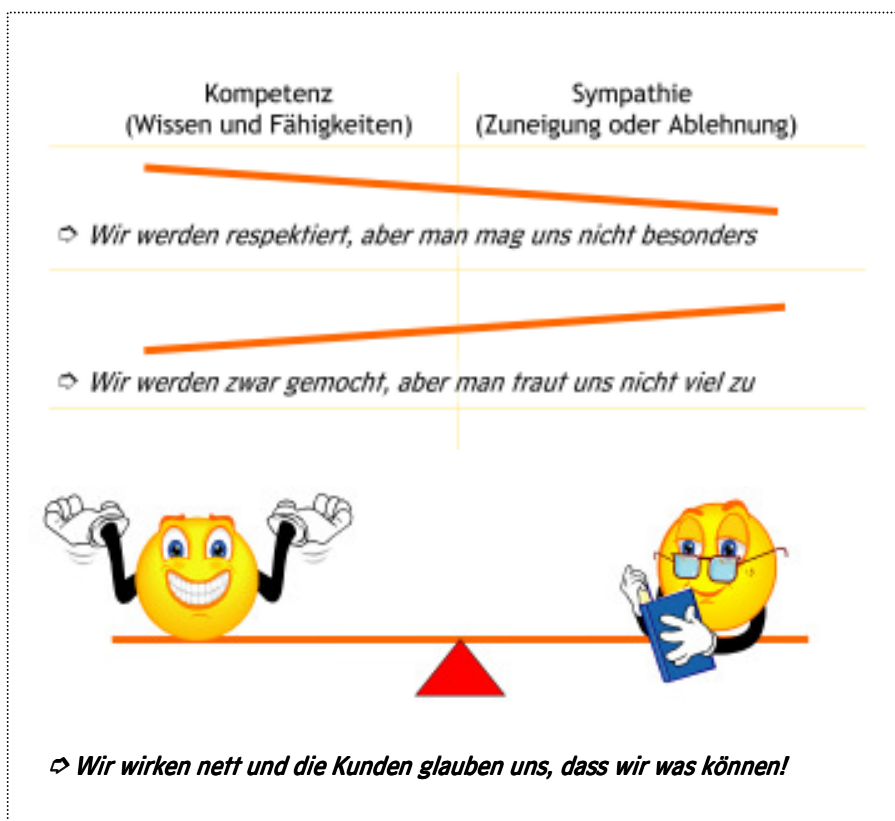 Kompetenz
(Wissen und Fähigkeiten)
Sympathie
(Zuneigung oder Ablehnung)
➩ Wir werden respektiert, aber man mag uns nicht besonders
➩ Wir werden zwar gemocht, aber man traut uns nicht viel zu
➩ Wir wirken nett und die Kunden glauben uns, dass wir was können!